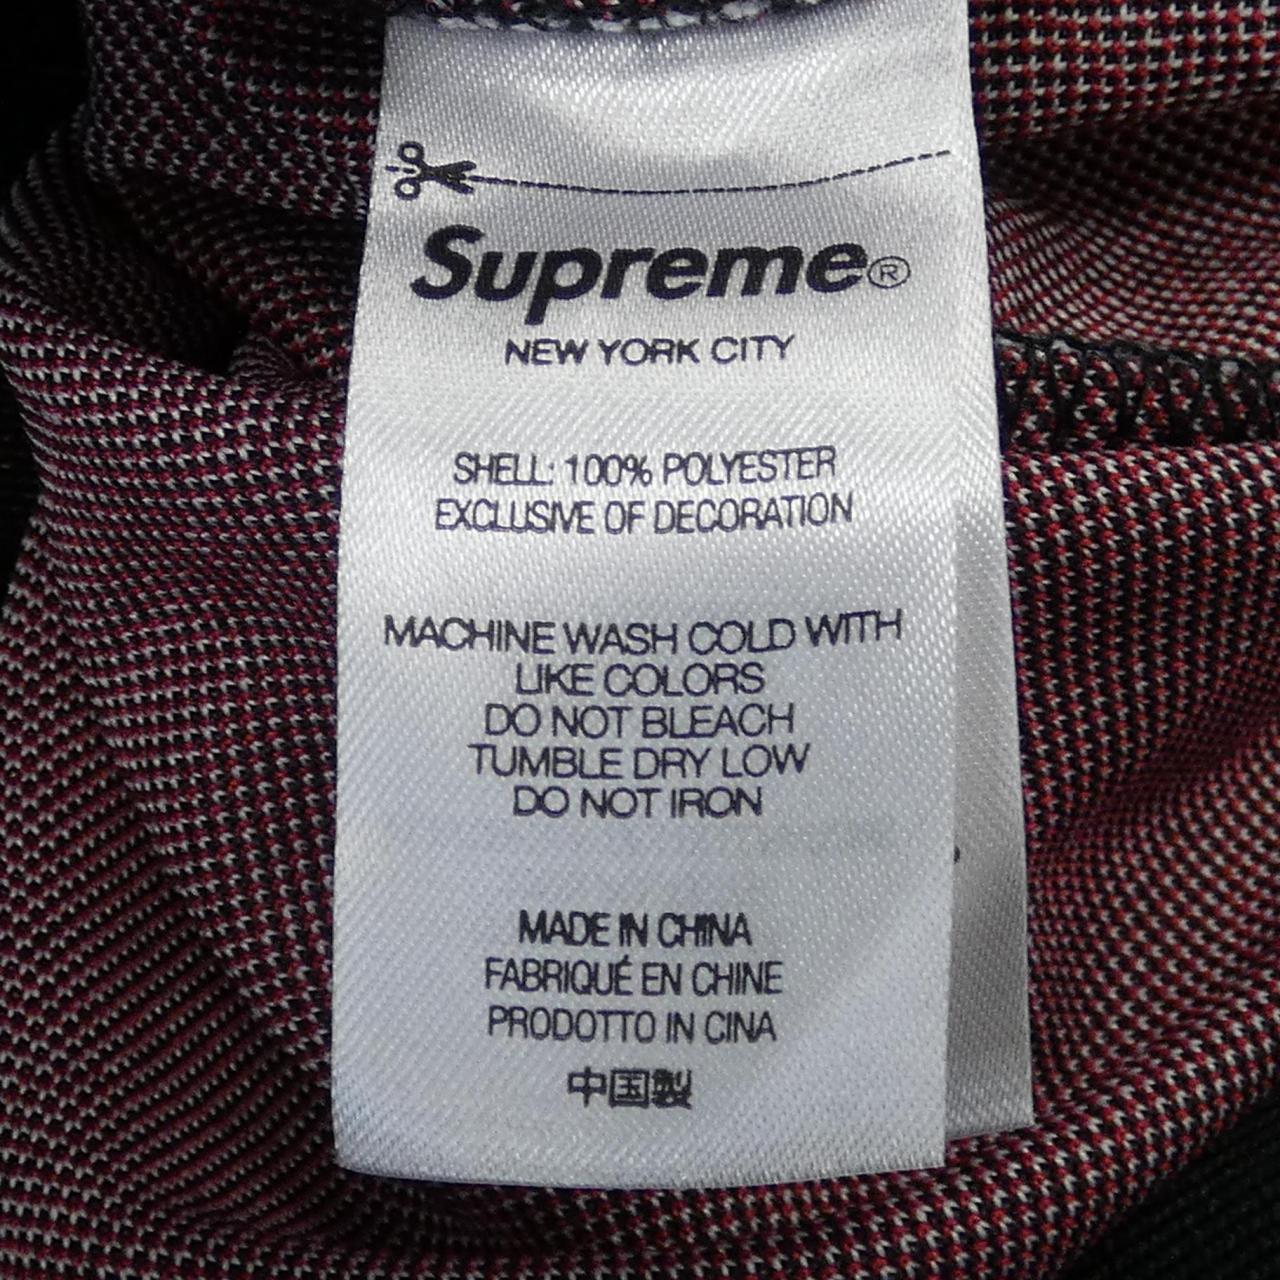 Supreme®
NEW YORK CITY
SHELL: 100% POLYESTER
EXCLUSIVE OF DECORATION
MACHINE WASH COLD WITH
LIKE COLORS
DO NOT BLEACH
TUMBLE DRY LOW
DO NOT IRON
MADE IN CHINA
FABRIQUÉ EN CHINE
PRODOTTO IN CINA
中国製